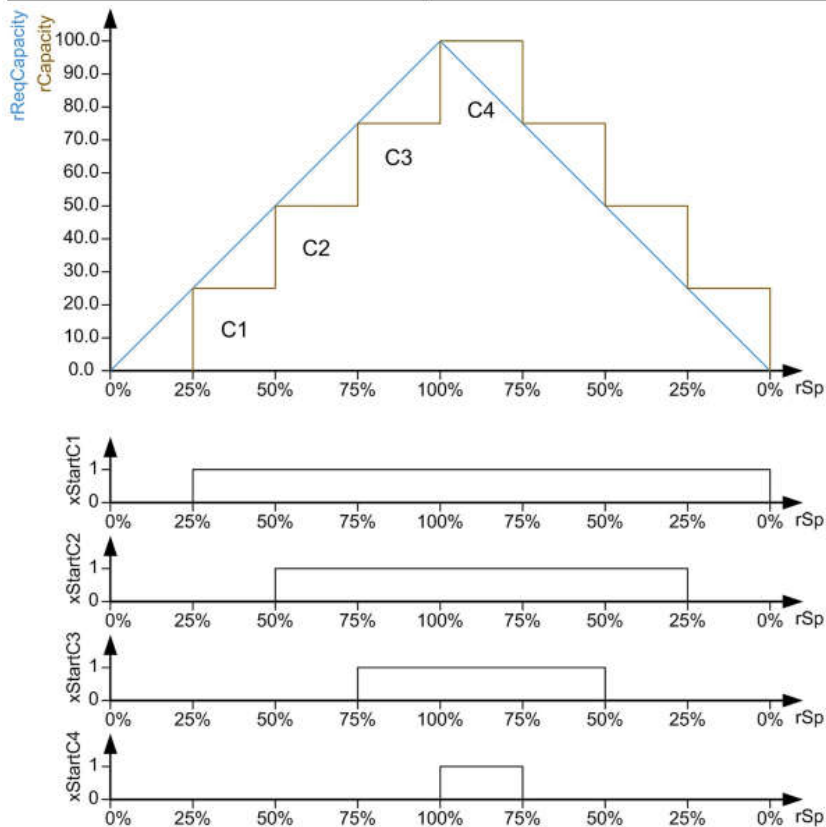 rReqCapacity
rCapacity
100.0
90.0
80.0
70.0
60.0
50.0
40.0
30.0
20.0
10.0
0.0
C4
C3
C2
C1
0% 25% 50% 75% 100% 75% 50% 25% 0% rSp
xStartC1
1
0
0% 25% 50% 75% 100% 75% 50% 25% 0% rSp
xStartC2
1
0
0% 25% 50% 75% 100% 75% 50% 25% 0% rSp
xStartC3
1
0
0% 25% 50% 75% 100% 75% 50% 25% 0% rSp
xStartC4
1
0
0% 25% 50% 75% 100% 75% 50% 25% 0% rSp